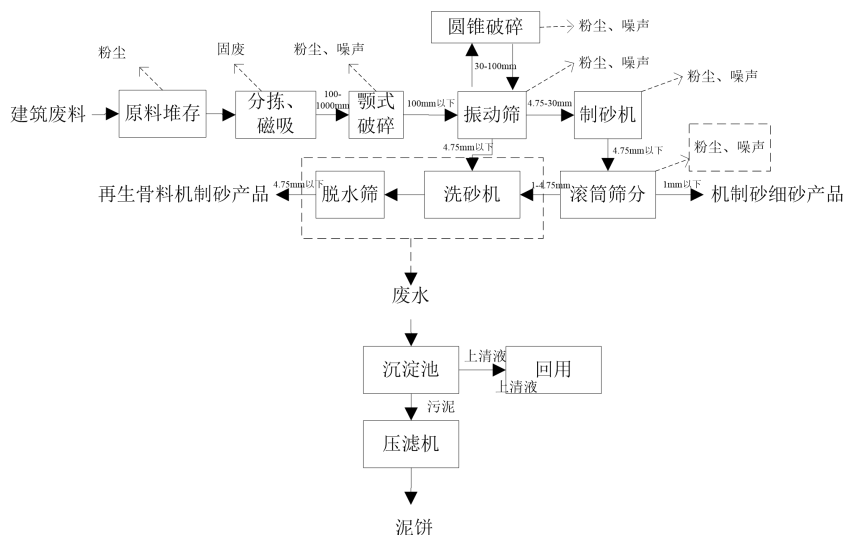 圆锥破碎
粉尘、噪声
粉尘
固废
粉尘、噪声
30-100mm
粉尘、噪声
粉尘、噪声
建筑废料
原料堆存
分拣、
磁吸
100-
1000mm
颚式
破碎
100mm以下
振动筛
4.75-30mm
制砂机
4.75mm以下
4.75mm以下
粉尘、噪声
再生骨料机制砂产品
4.75mm以下
脱水筛
洗砂机
1-4.75mm
滚筒筛分
1mm以下
机制砂细砂产品
废水
沉淀池
上清液
回用
上清液
污泥
压滤机
泥饼